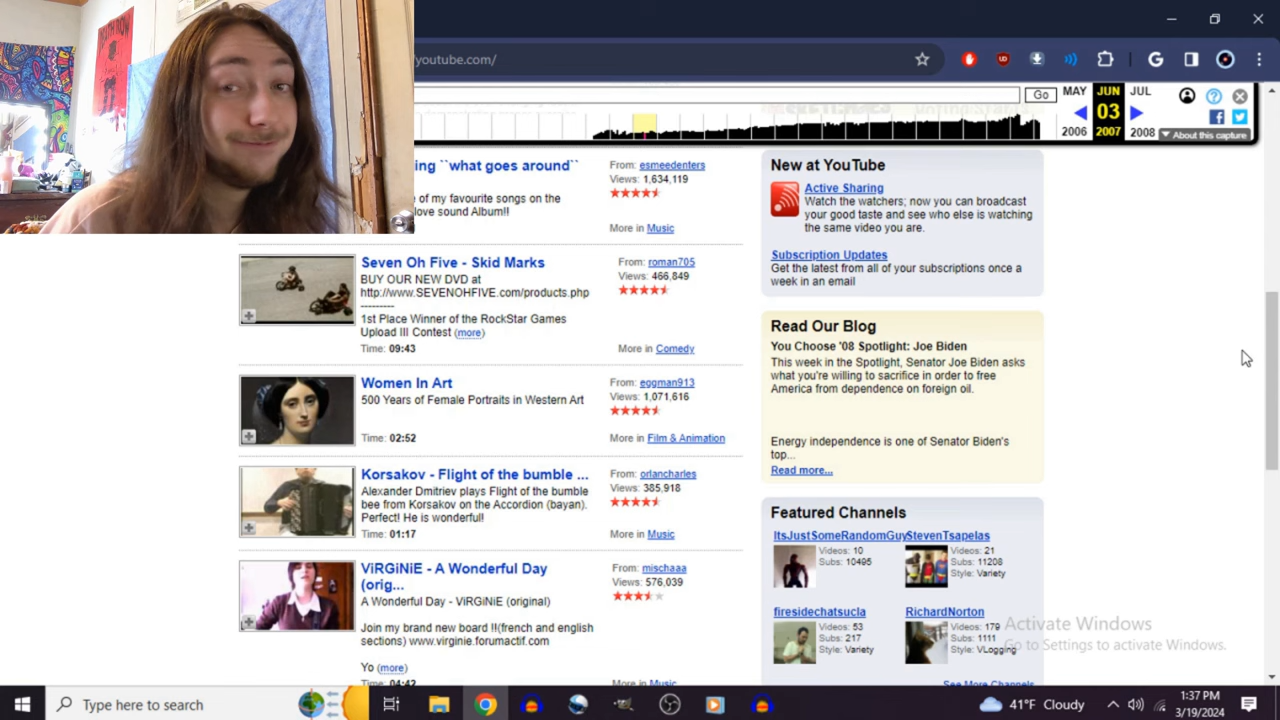 DEATH ROW
youtube.com/
Go
MAY JUN JUL
03
2006 2007 2008
About this capture
ing ``what goes around``
From: esmeedenters
Views: 1,634,119
e of my favourite songs on the
love sound Album!!
More in Music
Seven Oh Five - Skid Marks
From: roman705
BUY OUR NEW DVD at
Views: 466,849
http://www.SEVENOHFIVE.com/products.php
---------
1st Place Winner of the RockStar Games
Upload III Contest (more)
Time: 09:43
More in Comedy
Women In Art
From: eggman913
500 Years of Female Portraits in Western Art
Views: 1,071,616
Time: 02:52
More in Film & Animation
Korsakov - Flight of the bumble ...
From: orlancharles
Views: 385,918
Alexander Dmitriev plays Flight of the bumble
bee from Korsakov on the Accordion (bayan).
Perfect! He is wonderful!
Time: 01:17
More in Music
ViRGiNiE - A Wonderful Day
(orig...
From: mischaaa
Views: 576,039
A Wonderful Day - ViRGiNiE (original)
Join my brand new board !!(french and english
sections) www.virginie.forumactif.com
Yo (more)
Time: 04:42
More in Music
New at YouTube
Active Sharing
Watch the watchers; now you can broadcast
your good taste and see who else is watching
the same video you are.
Subscription Updates
Get the latest from all of your subscriptions once a
week in an email
Read Our Blog
You Choose '08 Spotlight: Joe Biden
This week in the Spotlight, Senator Joe Biden asks
what you're willing to sacrifice in order to free
America from dependence on foreign oil.
Energy independence is one of Senator Biden's
top...
Read more...
Featured Channels
ItsJustSomeRandomGuy
Videos: 10
Subs: 10495
StevenTsapelas
Videos: 21
Subs: 11208
Style: Variety
firesidechatsucla
Videos: 53
Subs: 217
Style: Variety
RichardNorton
Videos: 179
Subs: 1111
Style: VLogging
See More Channels
Activate Windows
Go to Settings to activate Windows.
Type here to search
41°F Cloudy
1:37 PM
3/19/2024